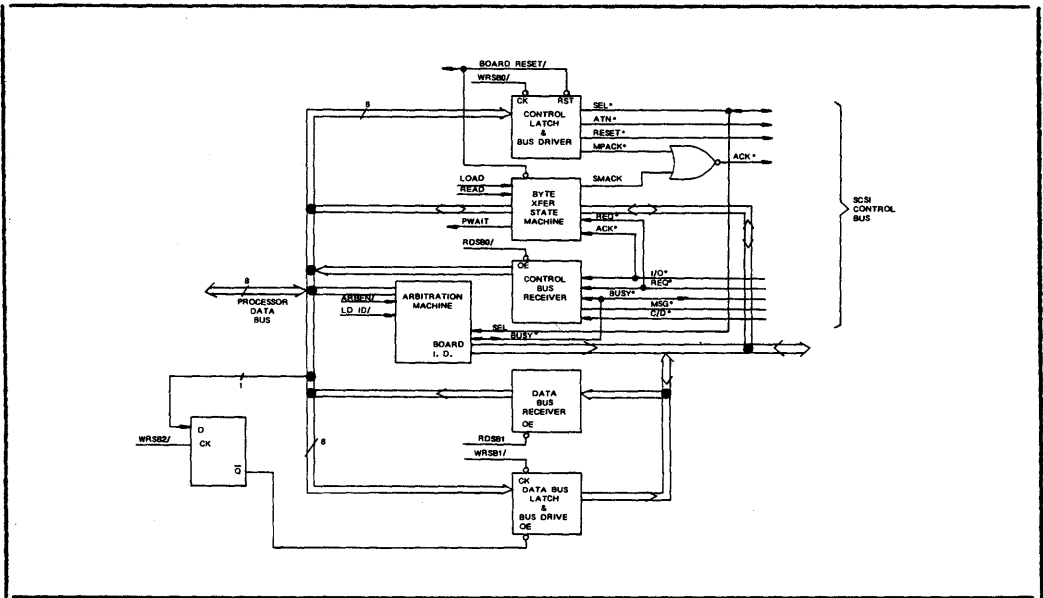 BOARD RESET/
WRSB0/
CK
RST
CONTROL
LATCH
&
BUS DRIVER
SEL*
ATN*
RESET*
MPACK*
ACK*
8
LOAD
READ
PWAIT
BYTE
XFER
STATE
MACHINE
SMACK
REQ*
ACK*
SCSI
CONTROL
BUS
RDSB0/
OE
CONTROL
BUS
RECEIVER
I/O*
REQ*
BUSY*
MSG*
C/D*
8
PROCESSOR
DATA
BUS
ARBEN/
LD ID/
ARBITRATION
MACHINE
BOARD
I. D.
SEL
BUSY*
1
D
CK
Q
WRSB2/
8
DATA
BUS
RECEIVER
OE
RDSB1
WRSB1/
CK
DATA BUS
LATCH
&
BUS DRIVE
OE